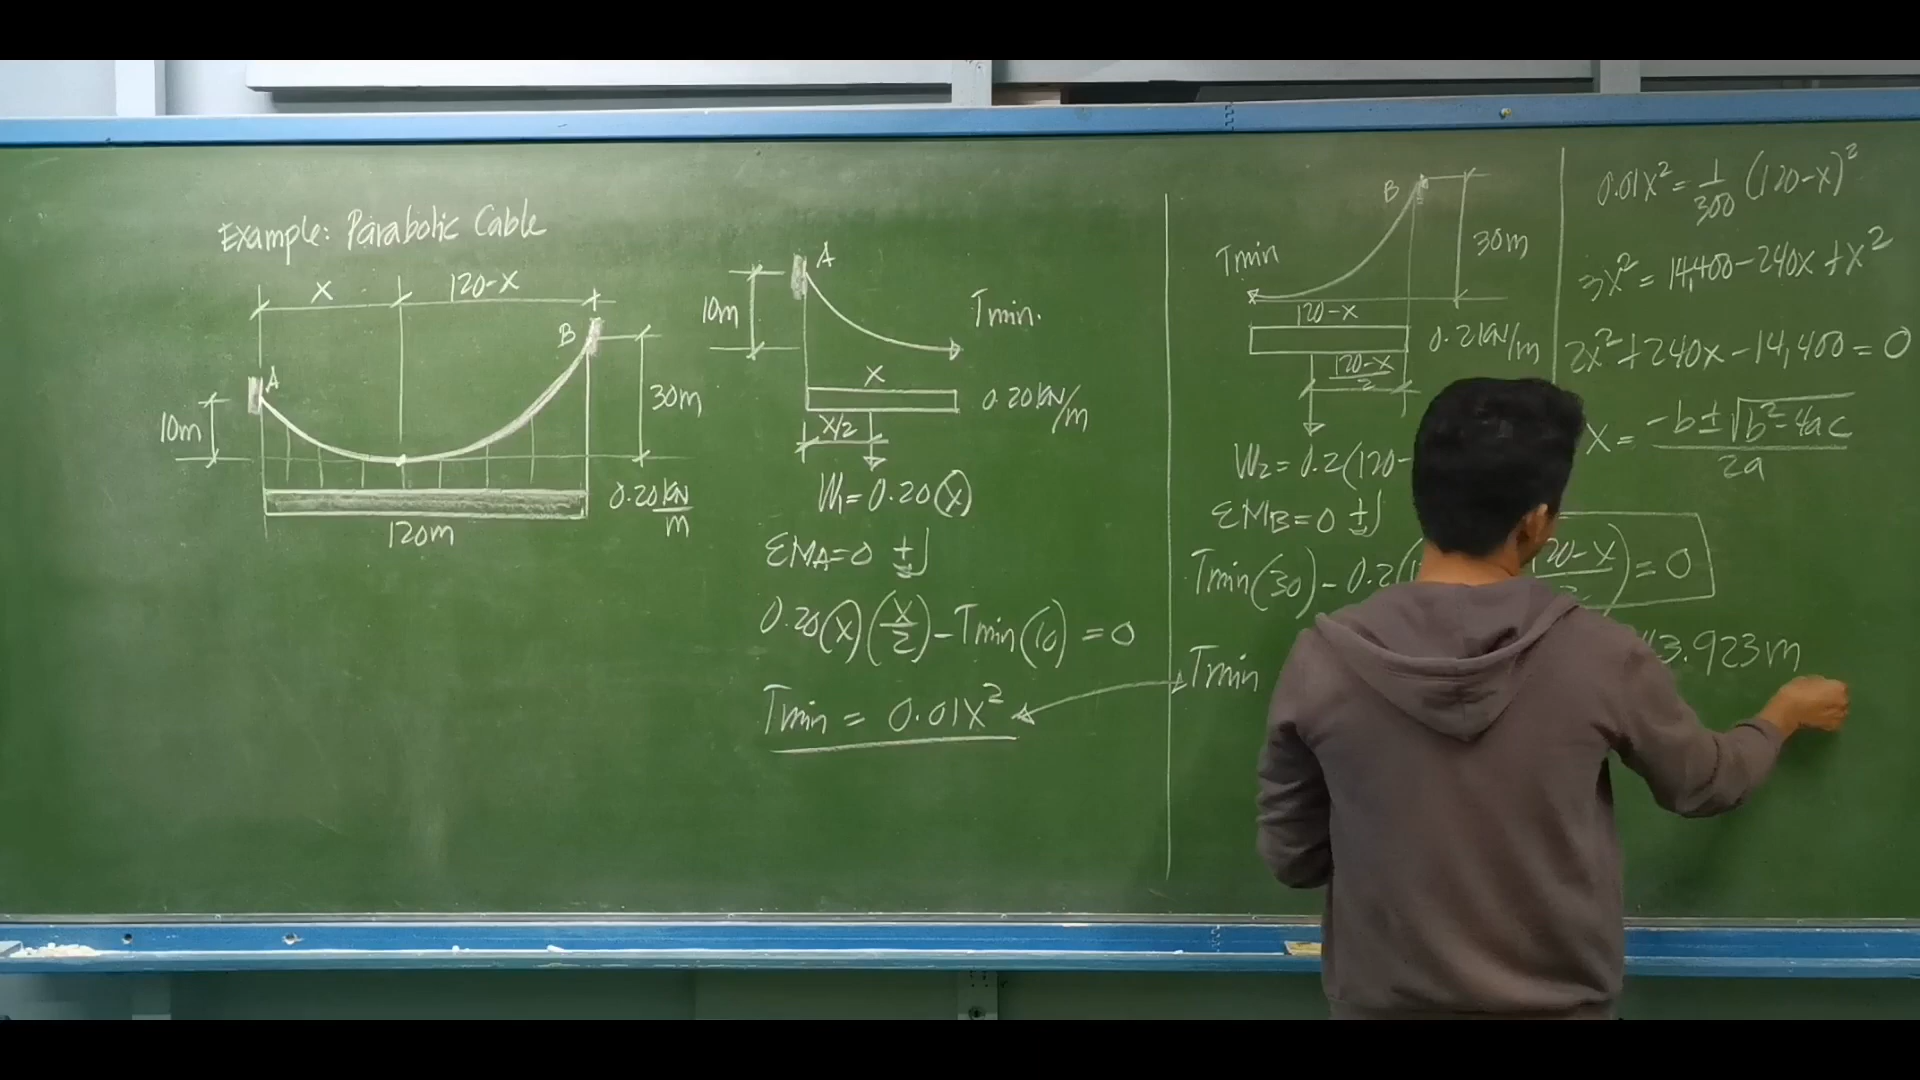 Example: Parabolic Cable
x 120-x
A
B
10m
30m
0.20 kN/m
120m
A
10m
Tmin.
x
0.20 kN/m
x/2
W1=0.20(x)
ΣMA=0 +
0.20(x)(x/2)-Tmin(10)=0
Tmin = 0.01x²
B
Tmin
30m
120-x
0.2kN/m
120-x/2
W2=0.2(120-
ΣMB=0 +
Tmin(30)-0.2( 20-x)=0
Tmin
0.01x²=1/300 (120-x)²
3x²=14,400-240x+x²
2x²+240x-14,400=0
x = -b±√b²-4ac/2a
3.923m